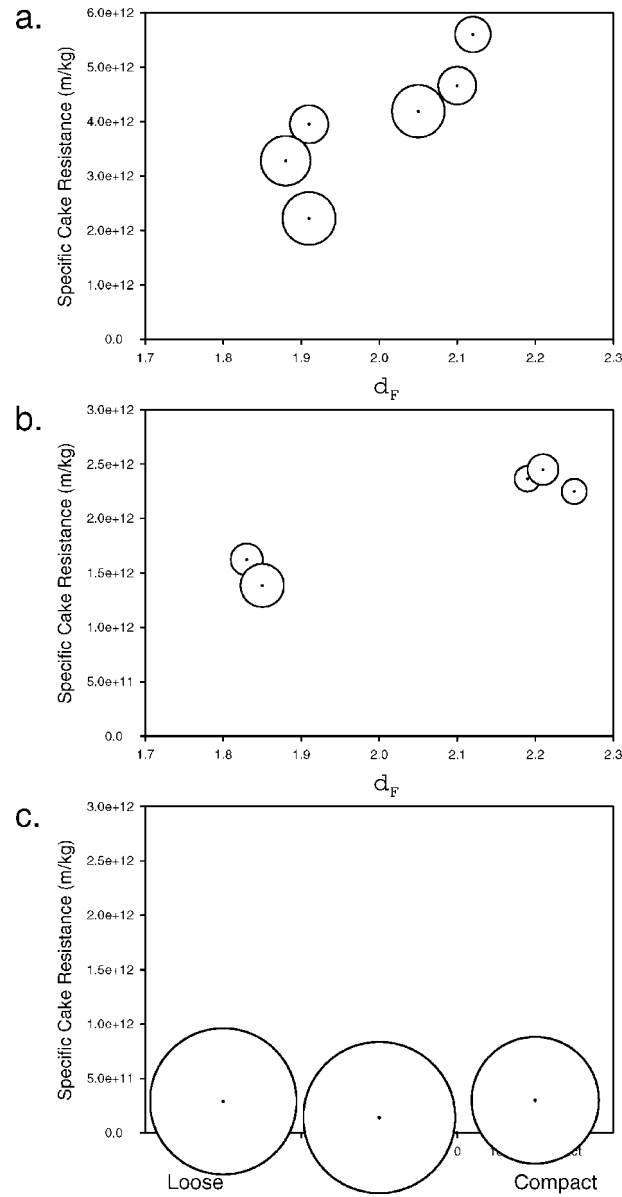 a.
Specific Cake Resistance (m/kg)
6.0e+12
5.0e+12
4.0e+12
3.0e+12
2.0e+12
1.0e+12
0.0
1.7 1.8 1.9 2.0 2.1 2.2 2.3
d_F
b.
Specific Cake Resistance (m/kg)
3.0e+12
2.5e+12
2.0e+12
1.5e+12
1.0e+12
5.0e+11
0.0
1.7 1.8 1.9 2.0 2.1 2.2 2.3
d_F
c.
Specific Cake Resistance (m/kg)
3.0e+12
2.5e+12
2.0e+12
1.5e+12
1.0e+12
5.0e+11
0.0
0
Loose Compact